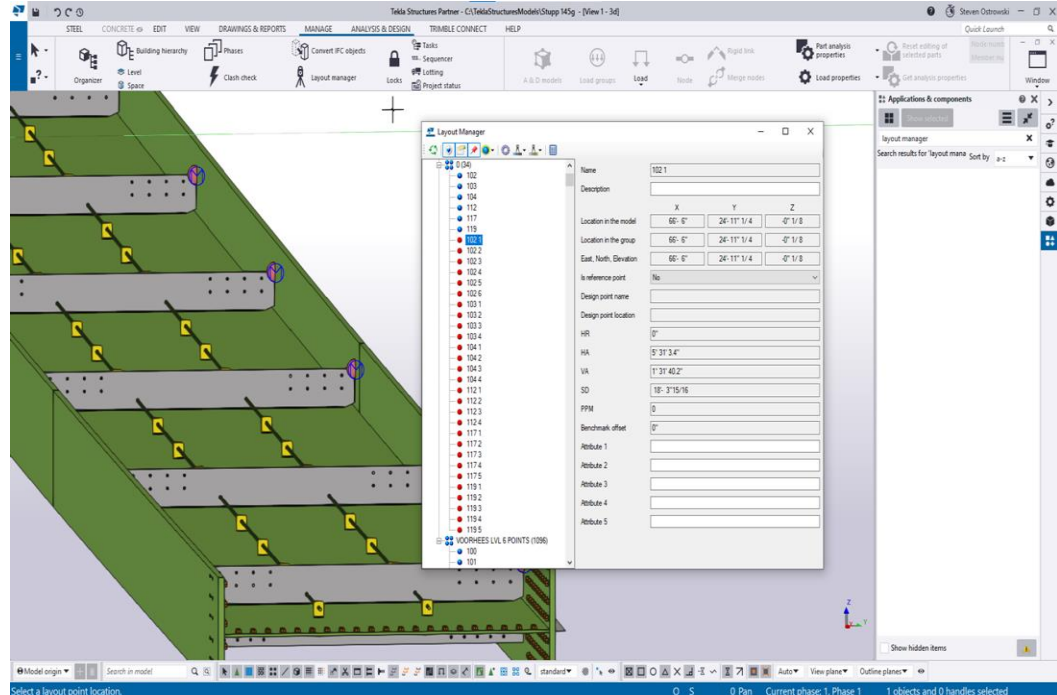 Tekla Structures Partner - C:\TeklaStructuresModels\Stupp 145g - [View 1 - 3d]
Steven Ostrowski
STEEL CONCRETE EDIT VIEW DRAWINGS & REPORTS MANAGE ANALYSIS & DESIGN TRIMBLE CONNECT HELP
Quick Launch
Organizer
Building hierarchy
Level
Space
Phases
Clash check
Convert IFC objects
Layout manager
Locks
Tasks
Sequencer
Lotting
Project status
A & D models
Load groups
Load
Node
Rigid link
Merge nodes
Part analysis properties
Load properties
Reset editing of selected parts
Get analysis properties
Window
Applications & components
Show selected
layout manager
Search results for 'layout mana Sort by a-z
Show hidden items
Layout Manager
0 (34)
102
103
104
112
117
119
102 1
102 2
102 3
102 4
102 5
102 6
103 1
103 2
103 3
103 4
104 1
104 2
104 3
104 4
112 1
112 2
112 3
112 4
117 1
117 2
117 3
117 4
117 5
119 1
119 2
119 3
119 4
119 5
VOORHEES LVL 6 POINTS (1096)
100
101
Name 102 1
Description
X Y Z
Location in the model 66'- 6" 24'- 11" 1/ 4 -0" 1/ 8
Location in the group 66'- 6" 24'- 11" 1/ 4 -0" 1/ 8
East, North, Elevation 66'- 6" 24'- 11" 1/ 4 -0" 1/ 8
Is reference point No
Design point name
Design point location
HR 0"
HA 5° 31' 3.4"
VA 1° 31' 40.2"
SD 18'- 3"15/16
PPM 0
Benchmark offset 0"
Attribute 1
Attribute 2
Attribute 3
Attribute 4
Attribute 5
Z
Y
Model origin Search in model standard Auto View plane Outline planes
Select a layout point location. O S 0 Pan Current phase: 1, Phase 1 1 objects and 0 handles selected